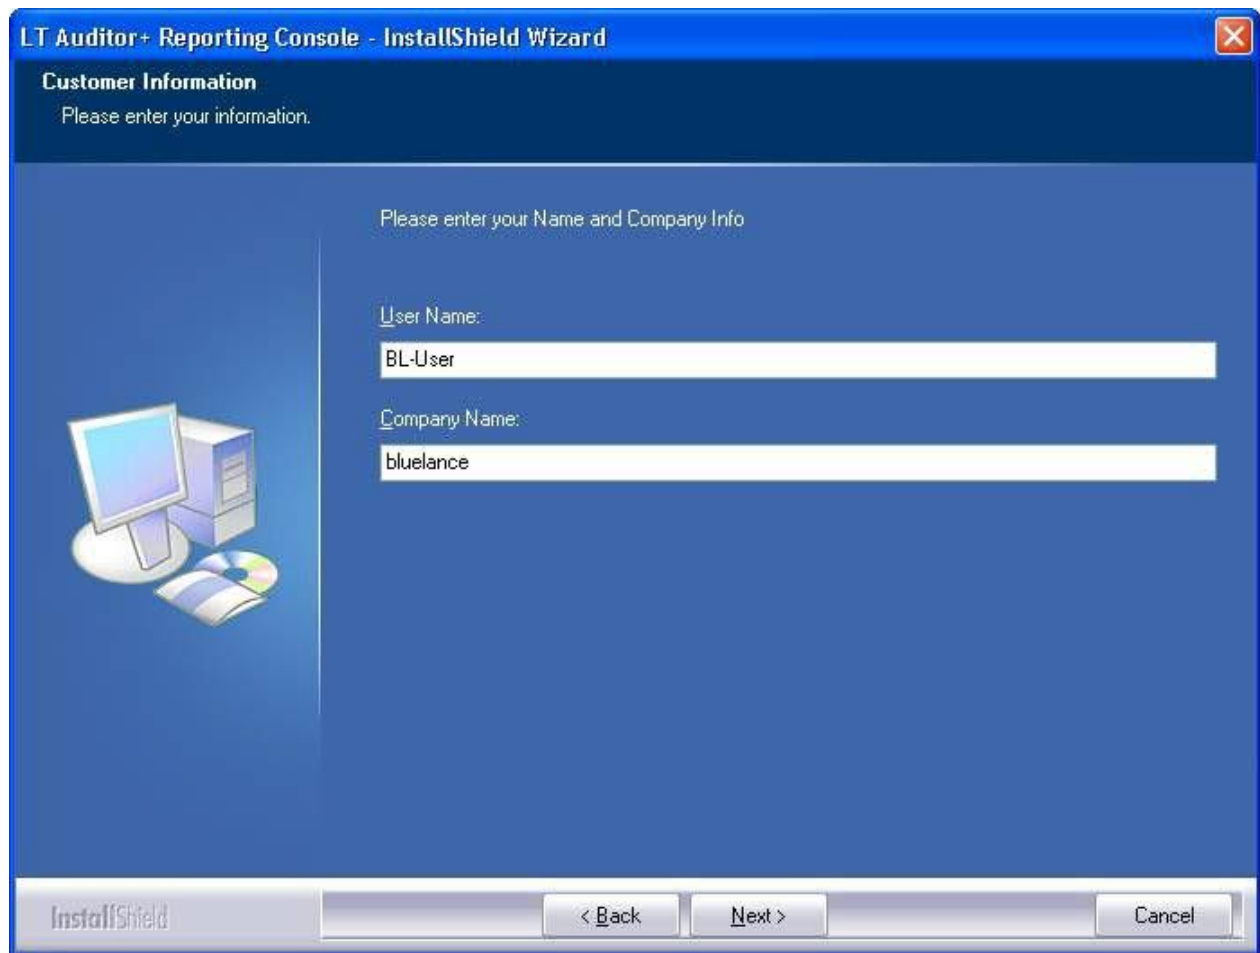 LT Auditor+ Reporting Console - InstallShield Wizard
Customer Information
Please enter your information.
Please enter your Name and Company Info
User Name:
BL-User
Company Name:
bluelance
InstallShield
< Back
Next >
Cancel